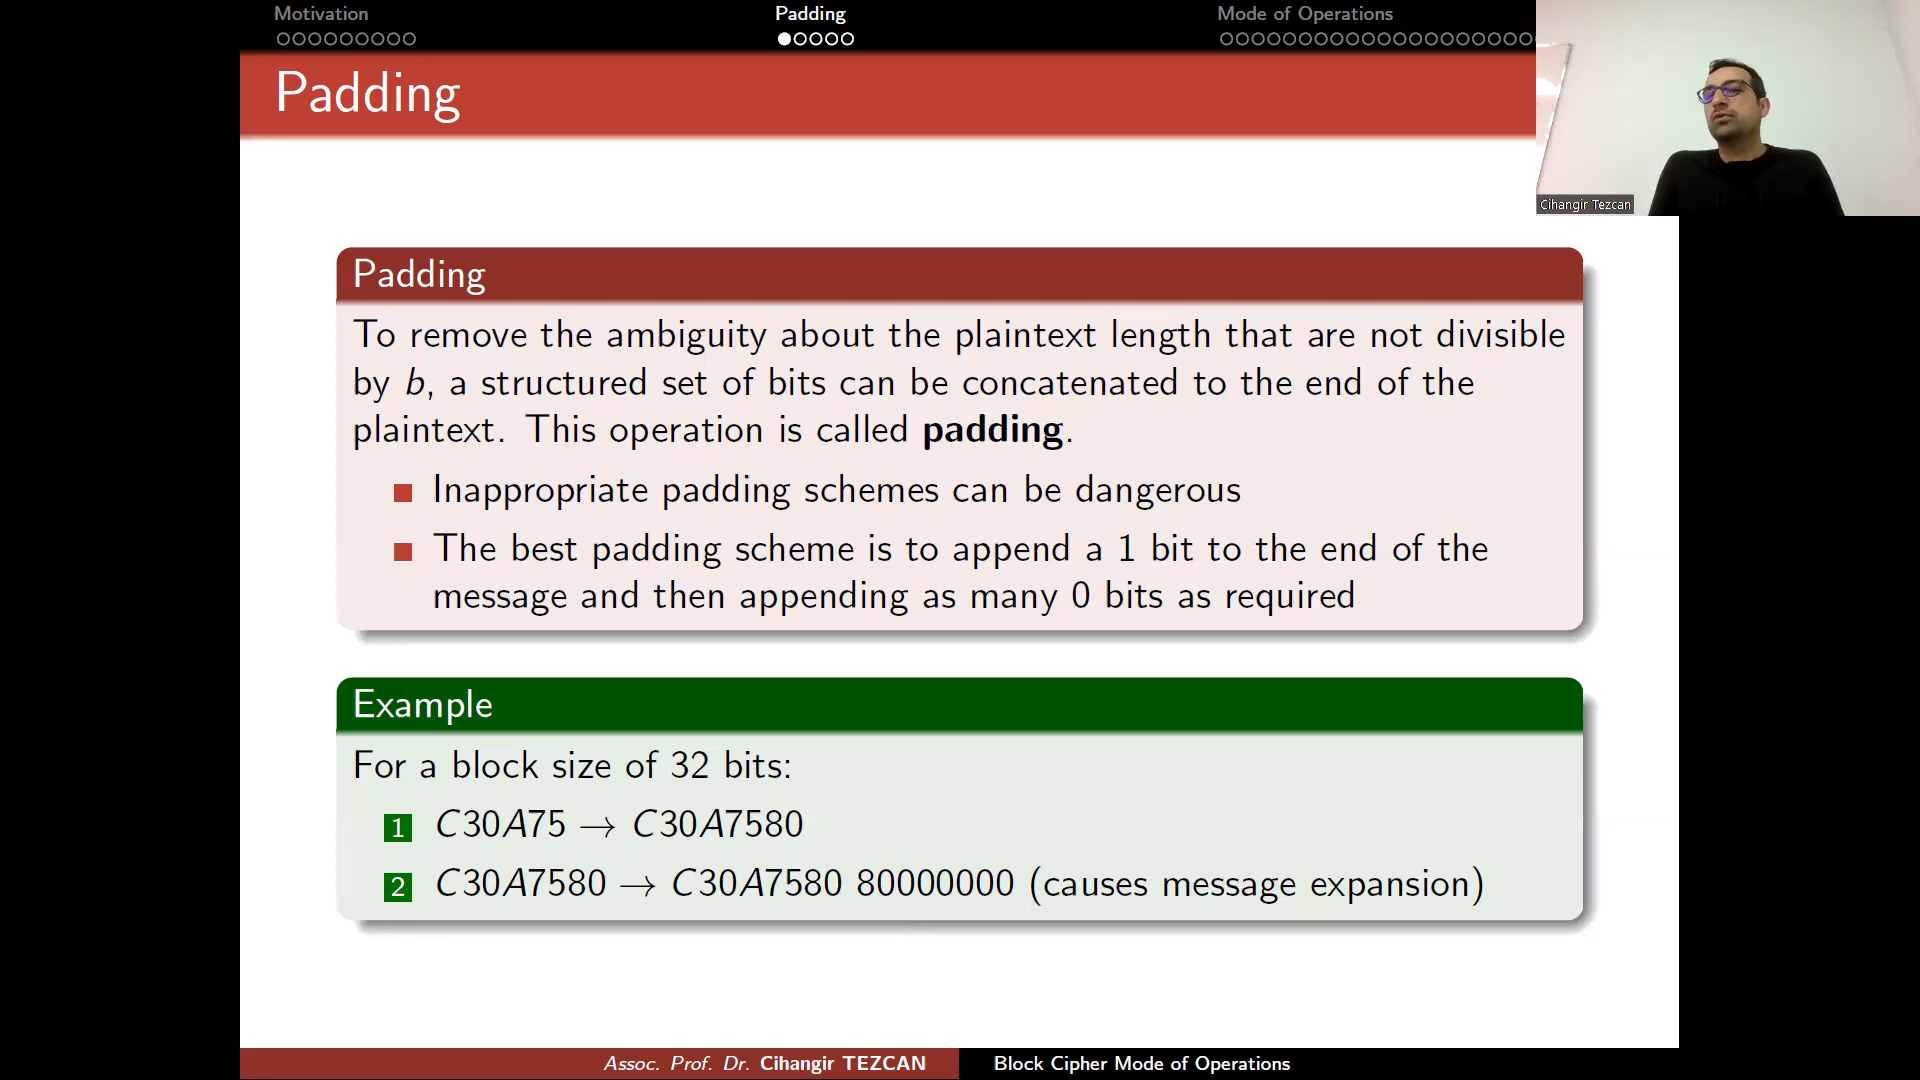 Motivation
Padding
Mode of Operations
Padding
Cihangir Tezcan
Padding
To remove the ambiguity about the plaintext length that are not divisible
by b, a structured set of bits can be concatenated to the end of the
plaintext. This operation is called padding.
Inappropriate padding schemes can be dangerous
The best padding scheme is to append a 1 bit to the end of the
message and then appending as many 0 bits as required
Example
For a block size of 32 bits:
1 C30A75 → C30A7580
2 C30A7580 → C30A7580 80000000 (causes message expansion)
Assoc. Prof. Dr. Cihangir TEZCAN
Block Cipher Mode of Operations